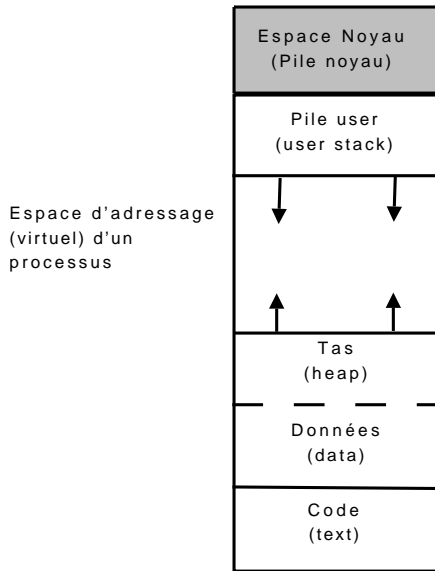 Espace Noyau
(Pile noyau)
Pile user
(user stack)
Espace d'adressage
(virtuel) d'un
processus
Tas
(heap)
Données
(data)
Code
(text)